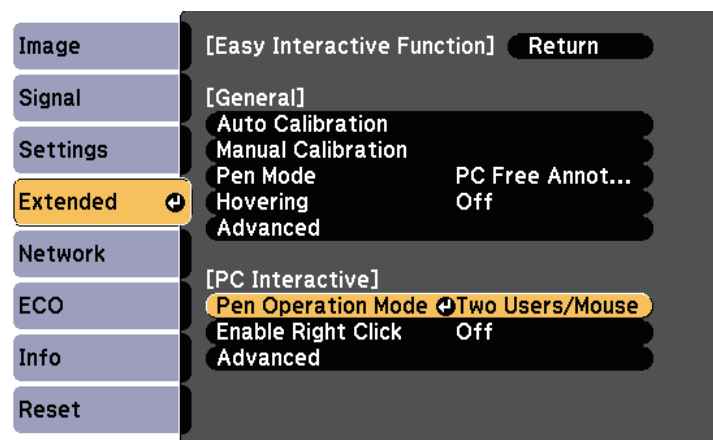 Image
Signal
Settings
Extended
Network
ECO
Info
Reset
[Easy Interactive Function] Return
[General]
Auto Calibration
Manual Calibration
Pen Mode PC Free Annot...
Hovering Off
Advanced
[PC Interactive]
Pen Operation Mode Two Users/Mouse
Enable Right Click Off
Advanced